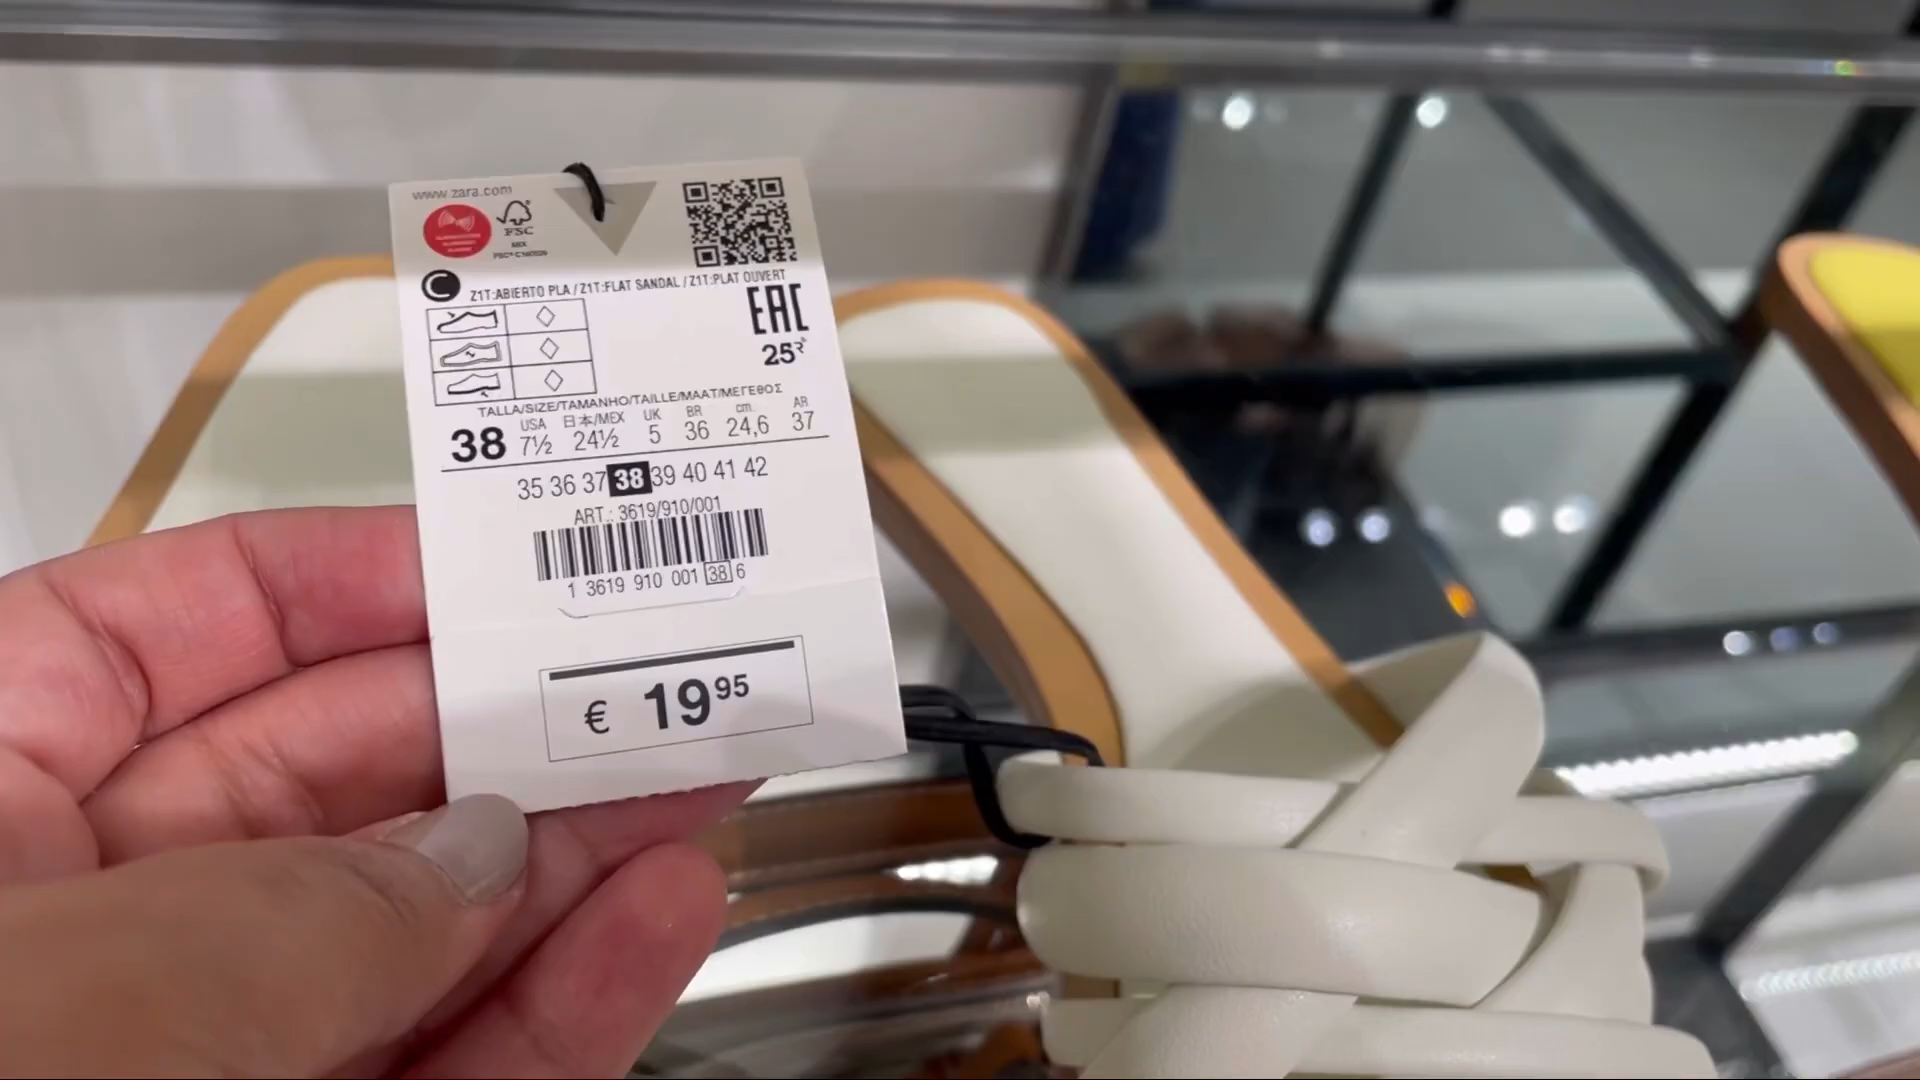 www.zara.com
FSC
MIX
Z1T:ABIERTO PLA / Z1T:FLAT SANDAL / Z1T:PLAT OUVERT
EAC
25
TALLA/SIZE/TAMANHO/TAILLE/MAAT/ΜΕΓΕΘΟΣ
USA 日本/MEX UK BR cm. AR
38 7½ 24½ 5 36 24,6 37
35 36 37 38 39 40 41 42
ART.: 3619/910/001
1 3619 910 001 38 6
€ 19 95